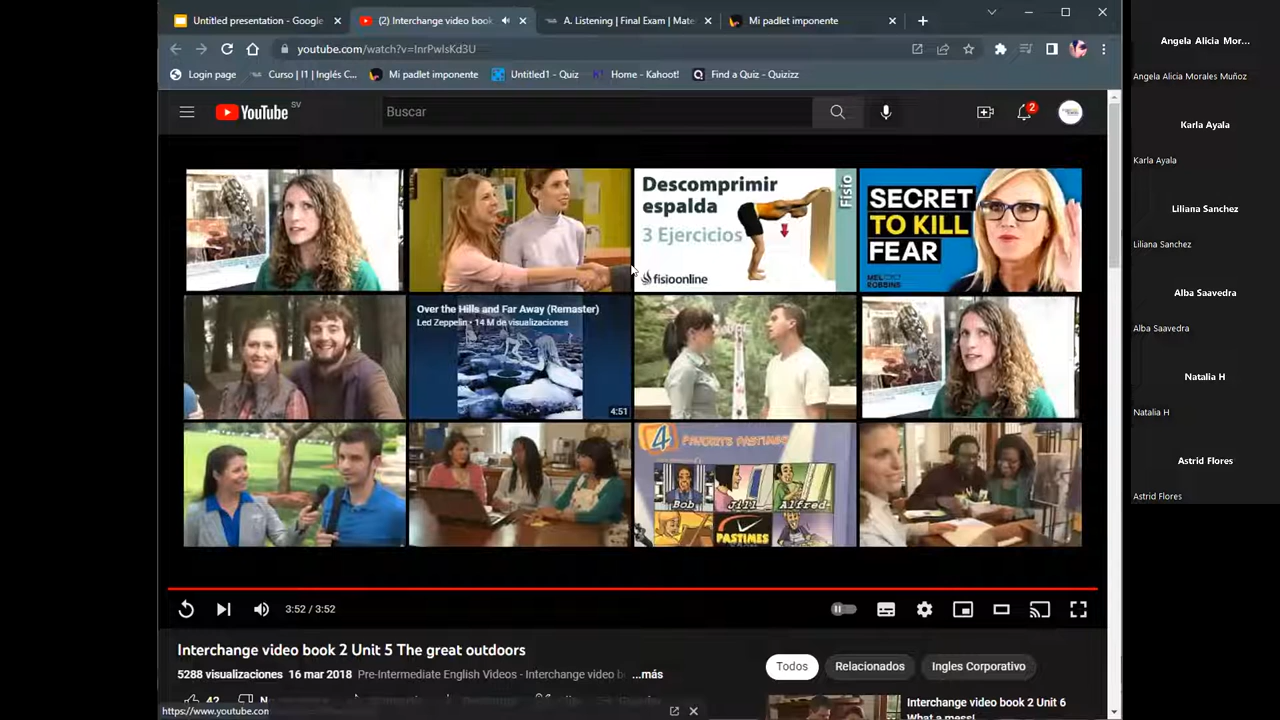 Untitled presentation - Google
(2) Interchange video book
A. Listening | Final Exam | Mate
Mi padlet imponente
youtube.com/watch?v=InrPwIsKd3U
Login page
Curso | I1 | Inglés C...
Mi padlet imponente
Untitled1 - Quiz
Home - Kahoot!
Find a Quiz - Quizizz
YouTube SV
Buscar
2
Descomprimir
espalda
3 Ejercicios
Fisio
fisioonline
SECRET
TO KILL
FEAR
MEL
ROBBINS
Over the Hills and Far Away (Remaster)
Led Zeppelin • 14 M de visualizaciones
4:51
4 FAVORITE PASTIMES
Bob
Jill
Alfred
PASTIMES
3:52 / 3:52
Interchange video book 2 Unit 5 The great outdoors
5288 visualizaciones 16 mar 2018 Pre-Intermediate English Videos - Interchange video b ...más
42
Todos
Relacionados
Ingles Corporativo
Interchange video book 2 Unit 6
What a mess!
https://www.youtube.con
Angela Alicia Mor...
Angela Alicia Morales Muñoz
Karla Ayala
Karla Ayala
Liliana Sanchez
Liliana Sanchez
Alba Saavedra
Alba Saavedra
Natalia H
Natalia H
Astrid Flores
Astrid Flores